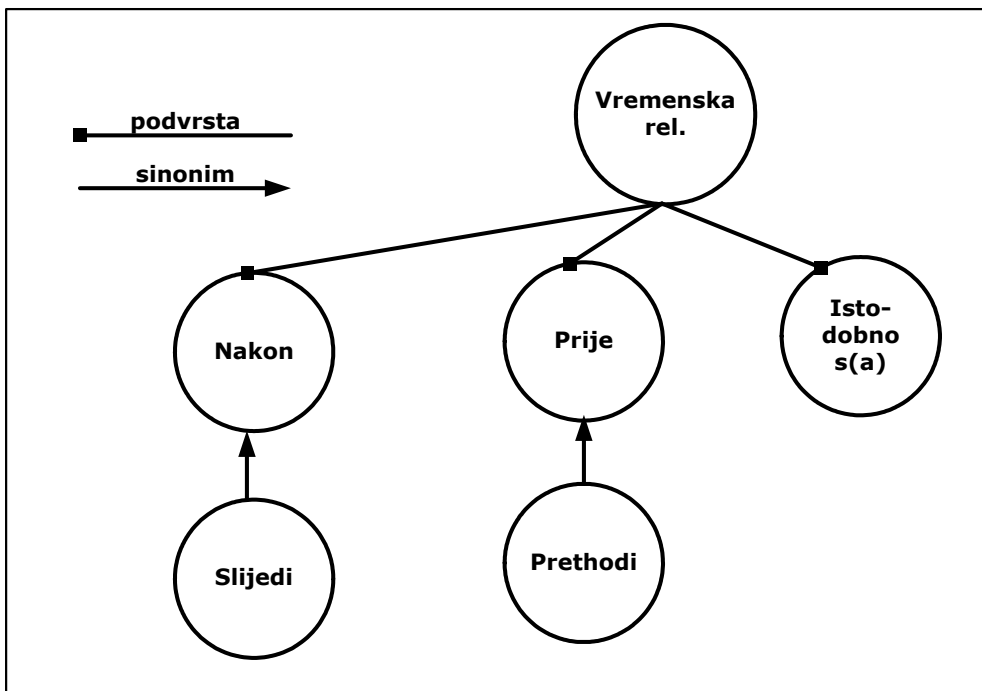 podvrsta
sinonim
Vremenska
rel.
Nakon
Prije
Isto-
dobno
s(a)
Slijedi
Prethodi